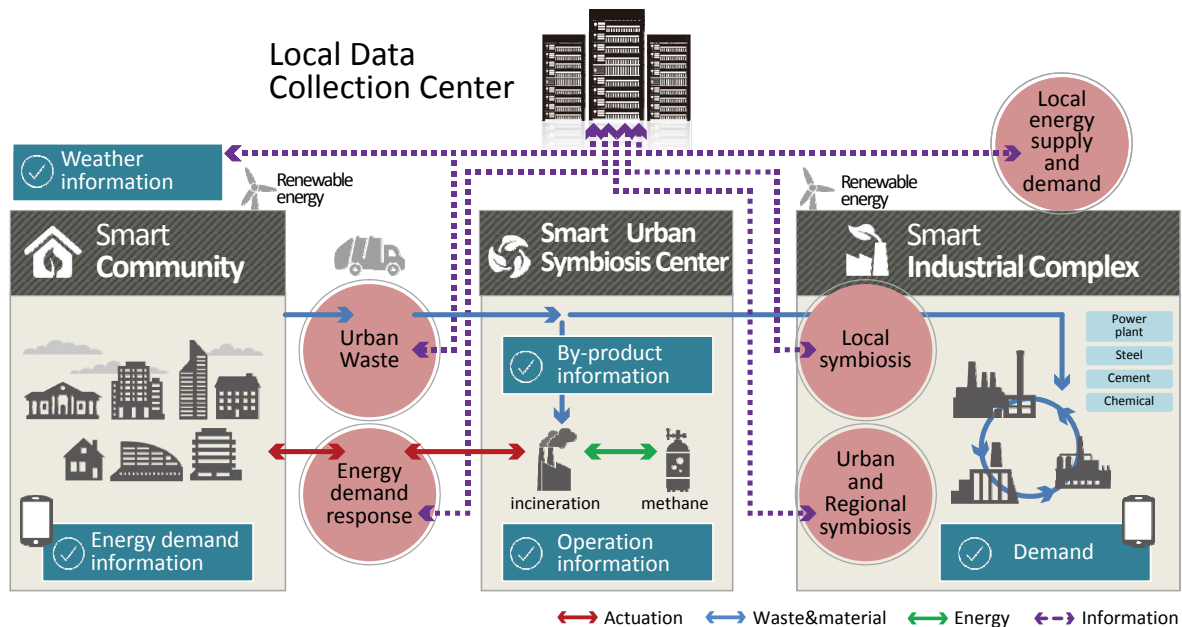 Local Data
Collection Center
Local
energy
supply
and
demand
Weather
information
Renewable
energy
Renewable
energy
Smart
Community
Smart Urban
Symbiosis Center
Smart
Industrial Complex
Urban
Waste
By-product
information
Local
symbiosis
Power
plant
Steel
Cement
Chemical
Energy
demand
response
incineration
methane
Urban
and
Regional
symbiosis
Energy demand
information
Operation
information
Demand
Actuation
Waste&material
Energy
Information